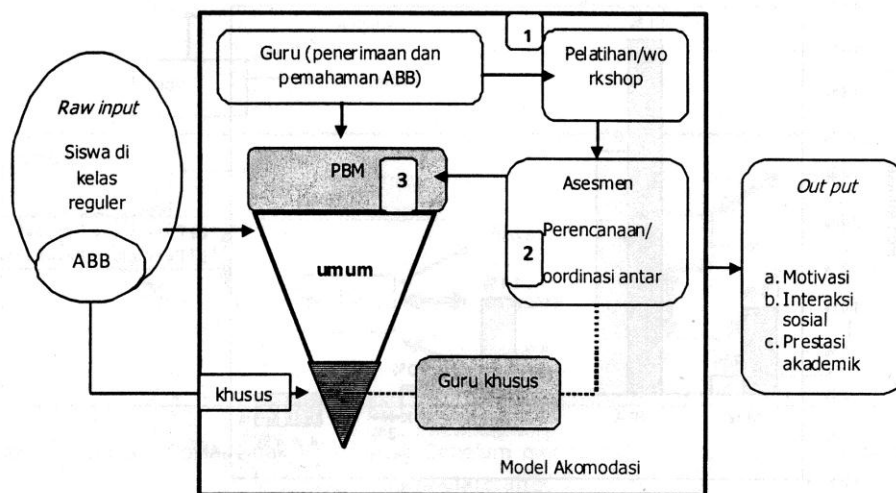 Raw input
Siswa di
kelas
reguler
ABB
Guru (penerimaan dan
pemahaman ABB)
1
Pelatihan/wo
rkshop
PBM
3
umum
Asesmen
Perencanaan/
2
oordinasi antar
khusus
Guru khusus
Model Akomodasi
Out put
a. Motivasi
b. Interaksi
sosial
c. Prestasi
akademik